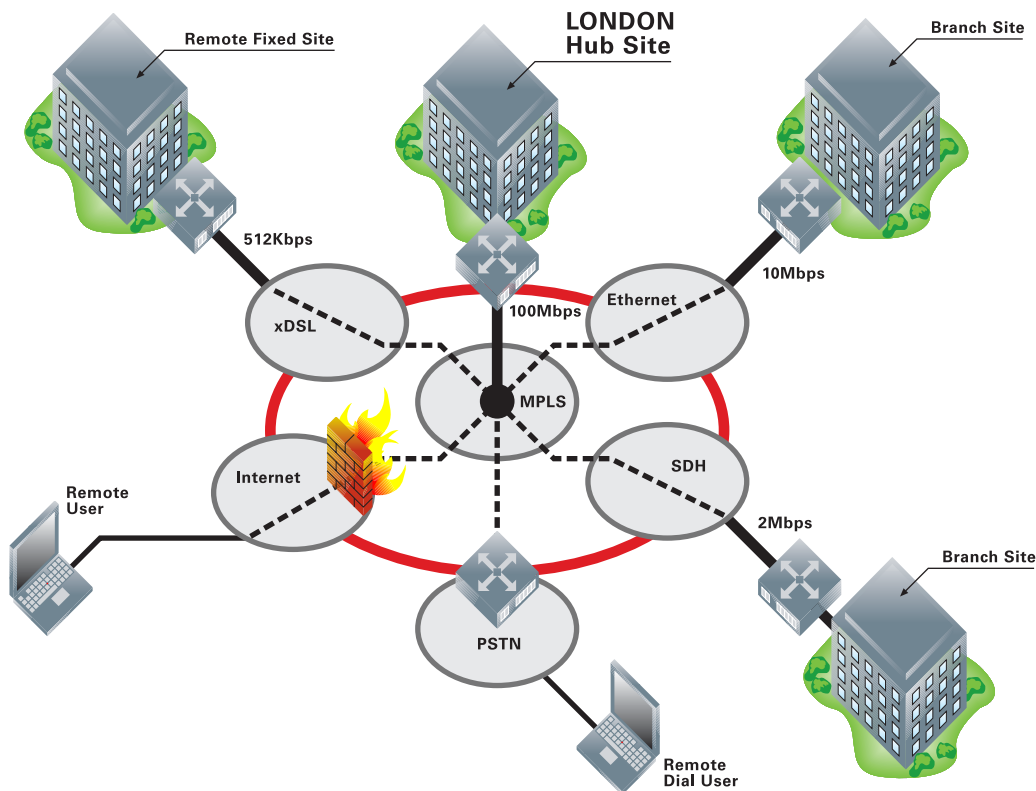 Remote Fixed Site
LONDON
Hub Site
Branch Site
512Kbps
10Mbps
Ethernet
100Mbps
xDSL
MPLS
Internet
SDH
Remote
User
2Mbps
Branch Site
PSTN
Remote
Dial User